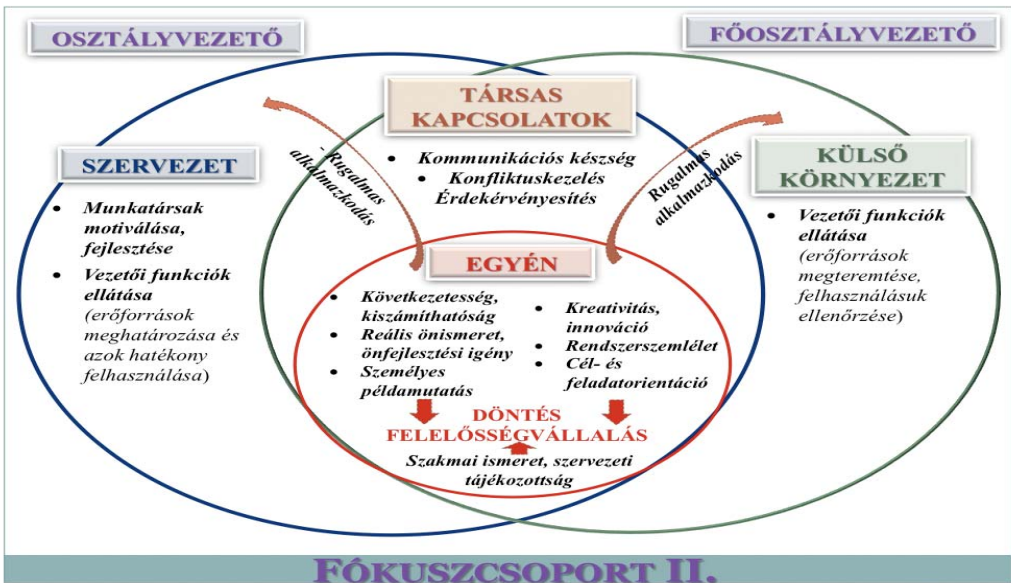 OSZTÁLYVEZETŐ
FŐOSZTÁLYVEZETŐ
TÁRSAS
KAPCSOLATOK
• Kommunikációs készség
• Konfliktuskezelés
Érdekérvényesítés
- Rugalmas
alkalmazkodás
Rugalmas
alkalmazkodás
SZERVEZET
• Munkatársak
motiválása,
fejlesztése
• Vezetői funkciók
ellátása
(erőforrások
meghatározása és
azok hatékony
felhasználása)
KÜLSŐ
KÖRNYEZET
• Vezetői funkciók
ellátása
(erőforrások
megteremtése,
felhasználásuk
ellenőrzése)
EGYÉN
• Következetesség,
kiszámíthatóság
• Reális önismeret,
önfejlesztési igény
• Személyes
példamutatás
• Kreativitás,
innováció
• Rendszerszemlélet
• Cél- és
feladatorientáció
DÖNTÉS
FELELŐSSÉGVÁLLALÁS
Szakmai ismeret, szervezeti
tájékozottság
FÓKUSZCSOPORT II.